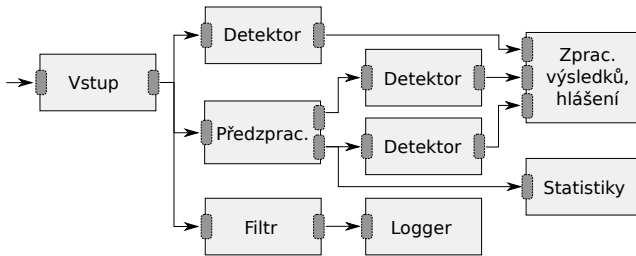 Vstup
Detektor
Předzprac.
Filtr
Detektor
Detektor
Logger
Zprac.
výsledků,
hlášení
Statistiky